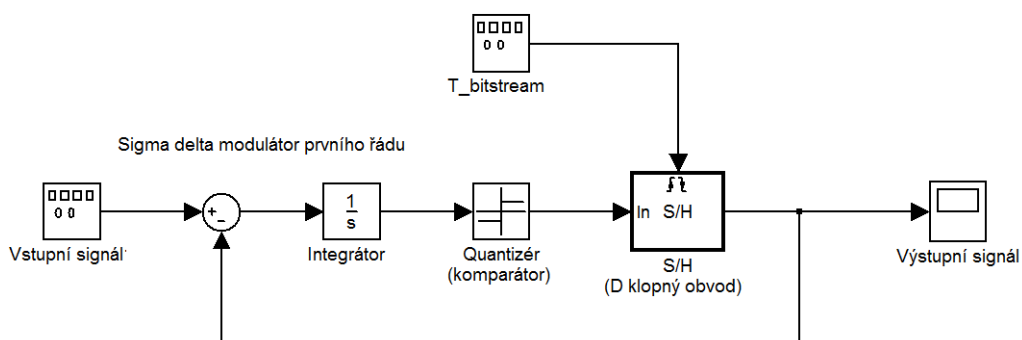 T_bitstream
Sigma delta modulátor prvního řádu
+
-
1
s
In
S/H
Vstupní signál
Integrátor
Quantizér
(komparátor)
S/H
(D klopný obvod)
Výstupní signál